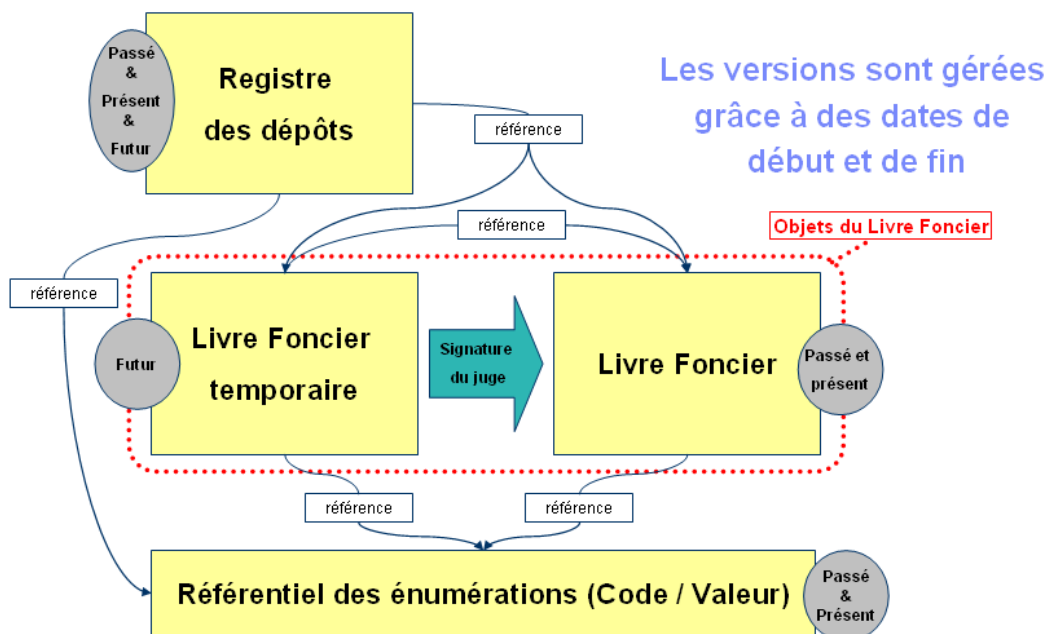 Passé
&
Présent
&
Futur
Registre
des dépôts
Les versions sont gérées
grâce à des dates de
début et de fin
référence
référence
Objets du Livre Foncier
référence
Futur
Livre Foncier
temporaire
Signature
du juge
Livre Foncier
Passé et
présent
référence
référence
Référentiel des énumérations (Code / Valeur)
Passé
&
Présent